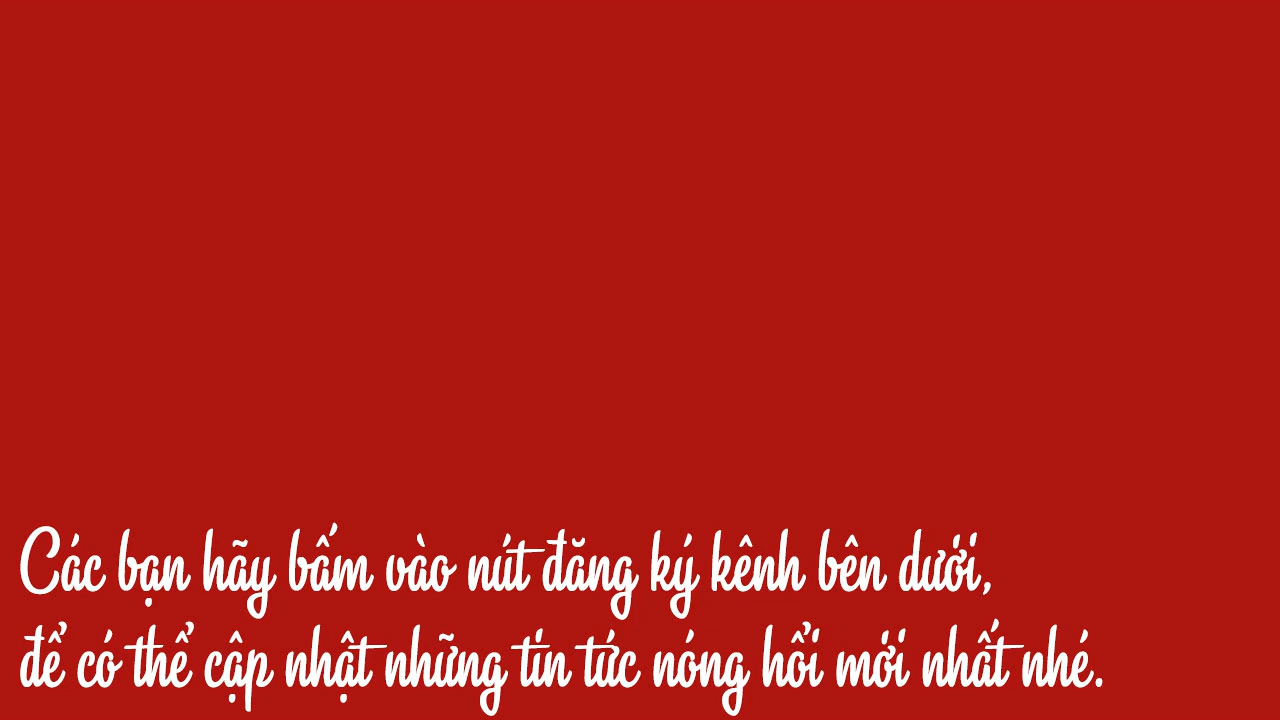 Các bạn hãy bấm vào nút đăng ký kênh bên dưới,
để có thể cập nhật những tin tức nóng hổi mới nhất nhé.